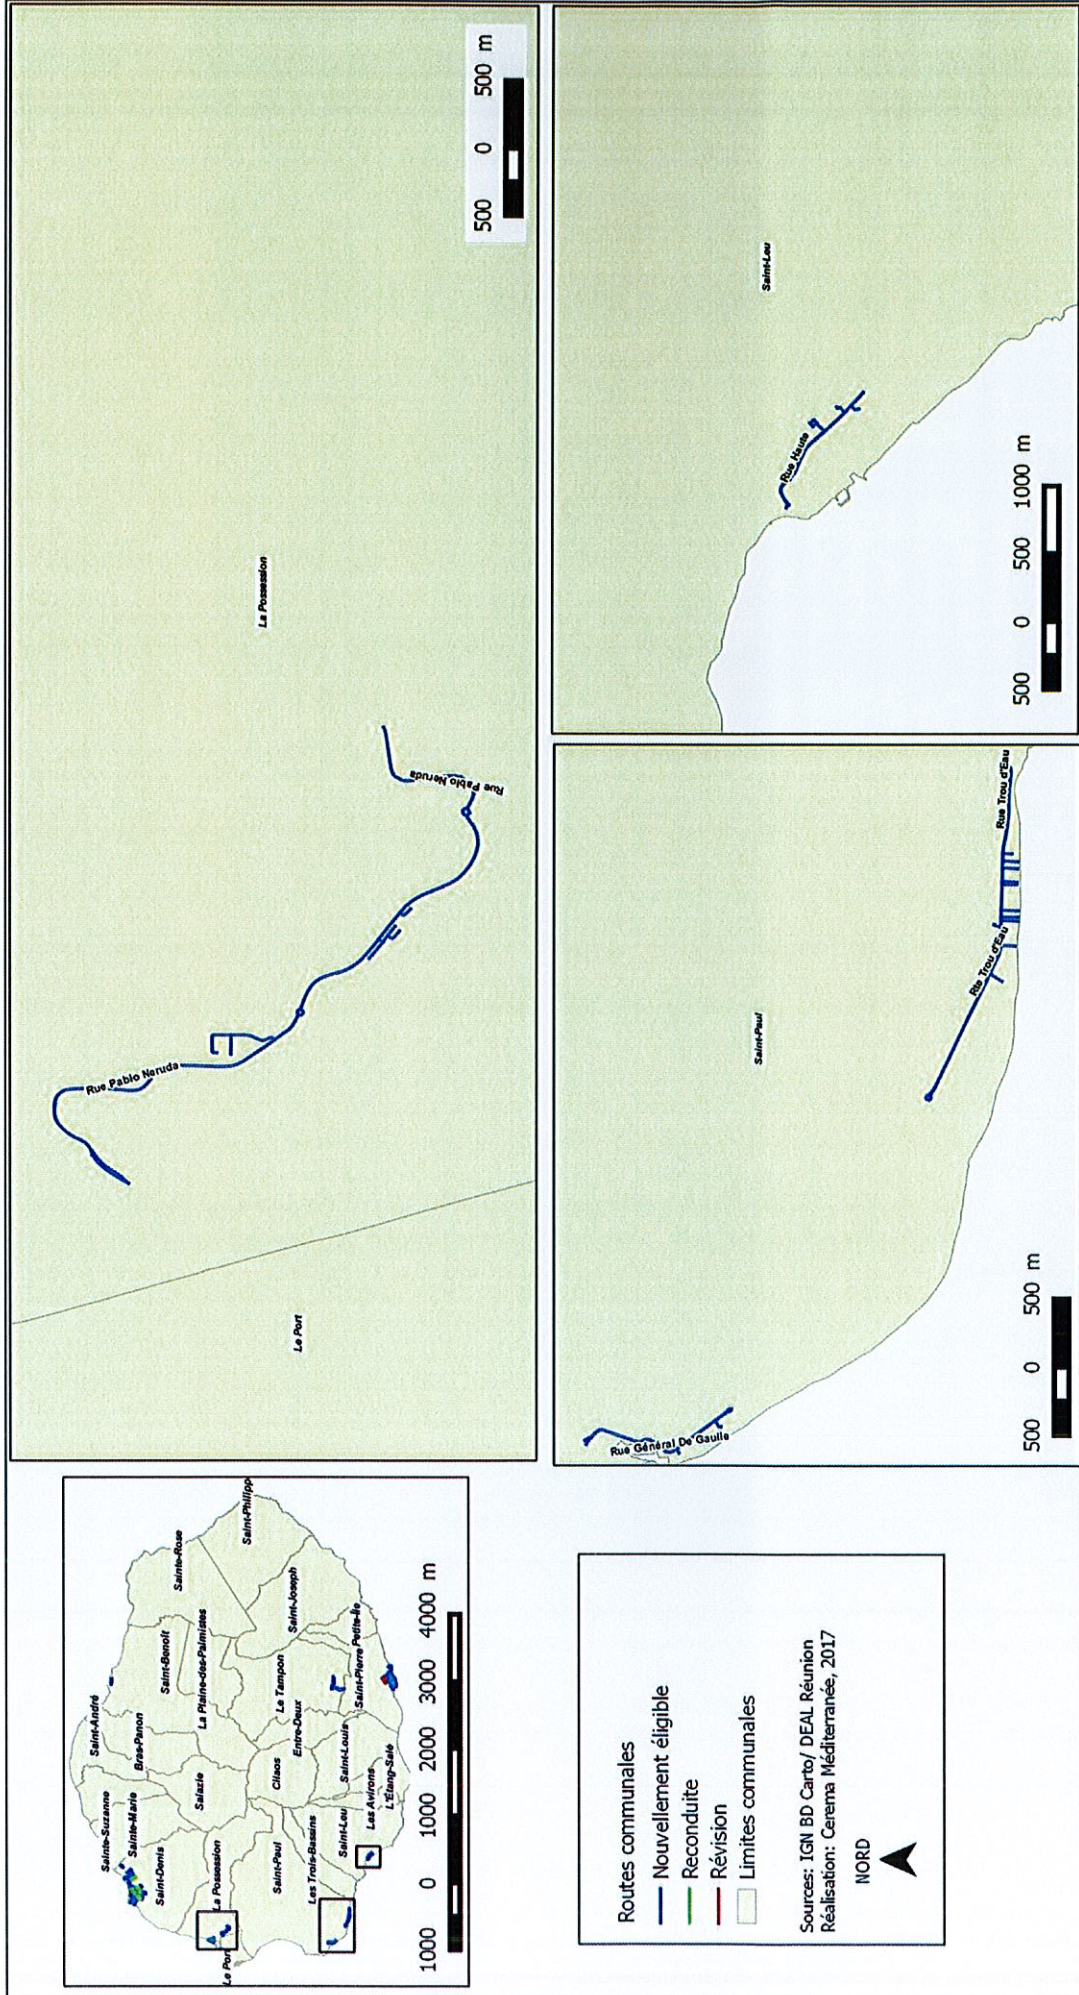 Saint-Philipp
Sainte-Rose
Saint-Joseph
Saint-Benoît
La Plaine-des-Palmistes
Petite-Île
Saint-Pierre
Le Tampon
Entre-Deux
Saint-André
Bras-Panon
Saint-Louis
Cilaos
L'Étang-Salé
Les Avirons
Salazie
Sainte-Suzanne
Sainte-Marie
Saint-Denis
Saint-Leu
Les Trois-Bassins
Saint-Paul
La Possession
Le Port
1000 0 1000 2000 3000 4000 m
La Possession
Le Port
Rue Pablo Neruda
Rue Pablo Neruda
500 0 500 m
Routes communales
Nouvellement éligible
Reconduite
Révision
Limites communales
Sources: IGN BD Carto/ DEAL Réunion
Réalisation: Cerema Méditerranée, 2017
NORD
Rue Général De Gaulle
Saint-Paul
Rte Trou d'Eau
Rue Trou d'Eau
500 0 500 m
Saint-Leu
Rue Haute
500 0 500 1000 m